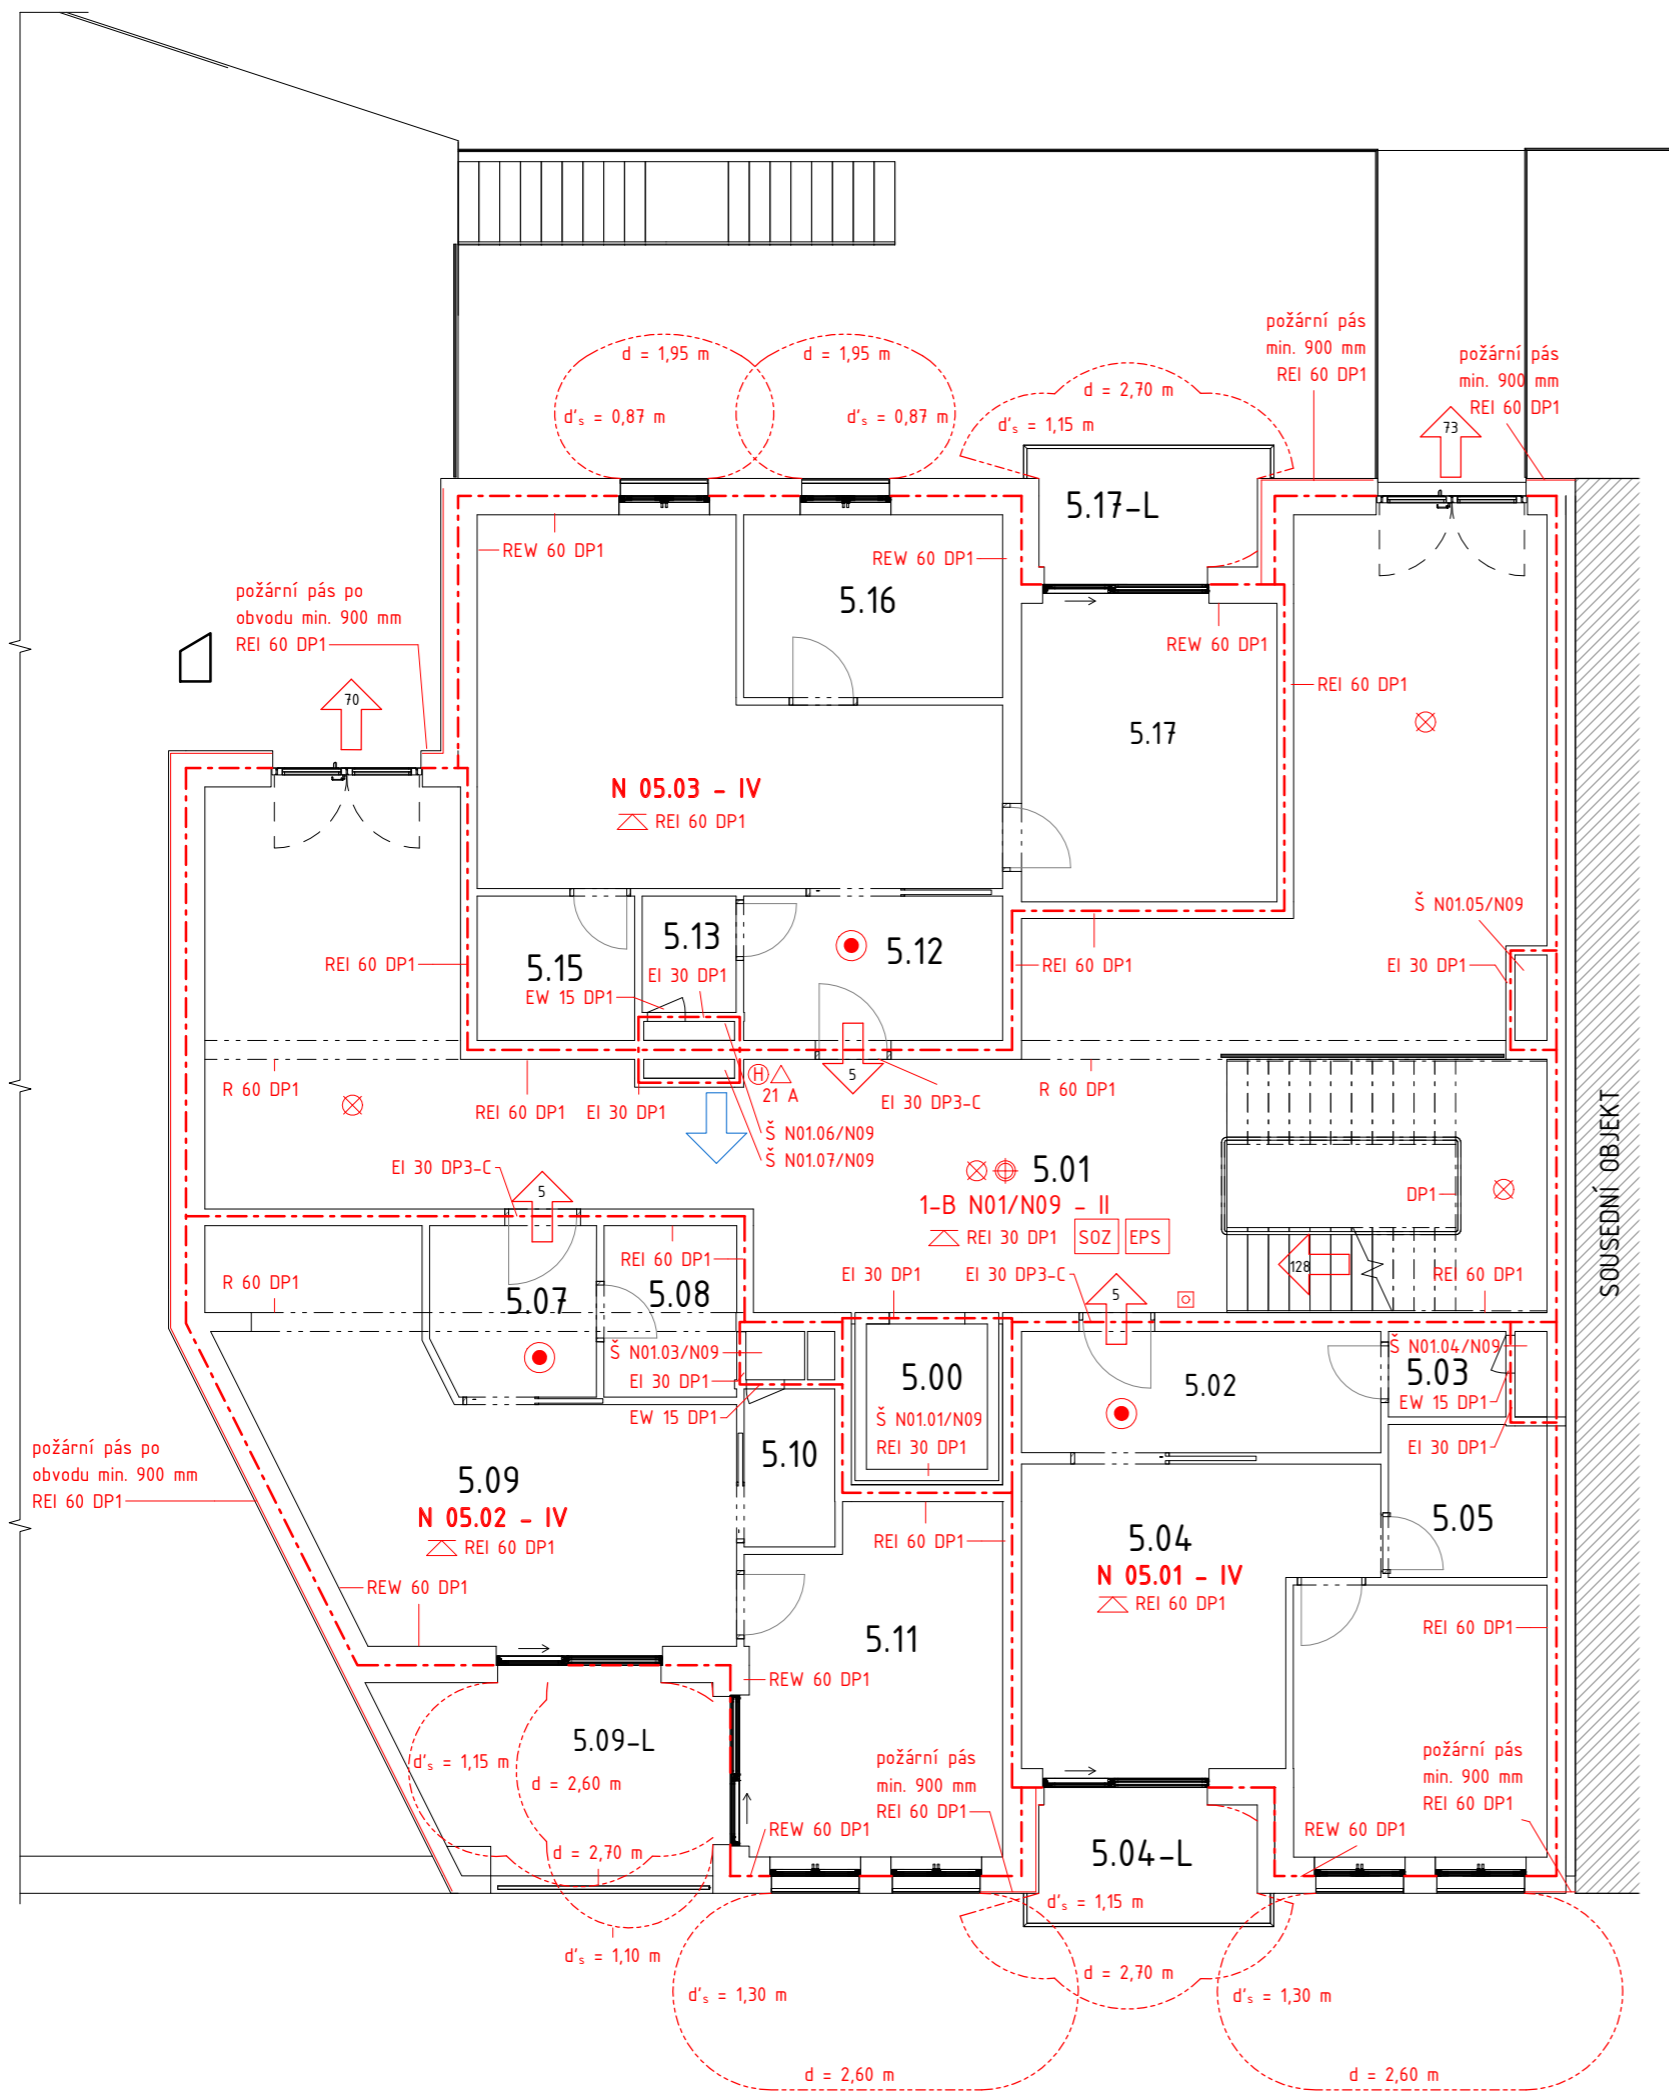 požární pás
min. 900 mm
REI 60 DP1
požární pás
min. 900 mm
REI 60 DP1
d = 1,95 m
d = 1,95 m
d = 2,70 m
d's = 0,87 m
d's = 0,87 m
d's = 1,15 m
73
5.17-L
REW 60 DP1
REW 60 DP1
5.16
požární pás po
obvodu min. 900 mm
REI 60 DP1
REW 60 DP1
REI 60 DP1
70
5.17
N 05.03 - IV
REI 60 DP1
Š N01.05/N09
5.13
5.12
REI 60 DP1
5.15
EI 30 DP1
REI 60 DP1
EI 30 DP1
EW 15 DP1
5
R 60 DP1
H
21 A
EI 30 DP3-C
R 60 DP1
REI 60 DP1
EI 30 DP1
Š N01.06/N09
Š N01.07/N09
EI 30 DP3-C
5
5.01
1-B N01/N09 - II
REI 30 DP1
SOZ
EPS
DP1
SOUSEDNÍ OBJEKT
REI 60 DP1
R 60 DP1
EI 30 DP1
EI 30 DP3-C
128
REI 60 DP1
5.07
5.08
5
Š N01.03/N09
EI 30 DP1
EW 15 DP1
5.00
Š N01.01/N09
REI 30 DP1
5.02
Š N01.04/N09
5.03
EW 15 DP1
EI 30 DP1
požární pás po
obvodu min. 900 mm
REI 60 DP1
5.09
N 05.02 - IV
REI 60 DP1
5.10
REI 60 DP1
5.04
N 05.01 - IV
REI 60 DP1
5.05
REW 60 DP1
5.11
REI 60 DP1
REW 60 DP1
5.09-L
d's = 1,15 m
d = 2,60 m
požární pás
min. 900 mm
REI 60 DP1
požární pás
min. 900 mm
REI 60 DP1
REW 60 DP1
REW 60 DP1
d = 2,70 m
5.04-L
d's = 1,15 m
d's = 1,10 m
d = 2,70 m
d's = 1,30 m
d's = 1,30 m
d = 2,60 m
d = 2,60 m